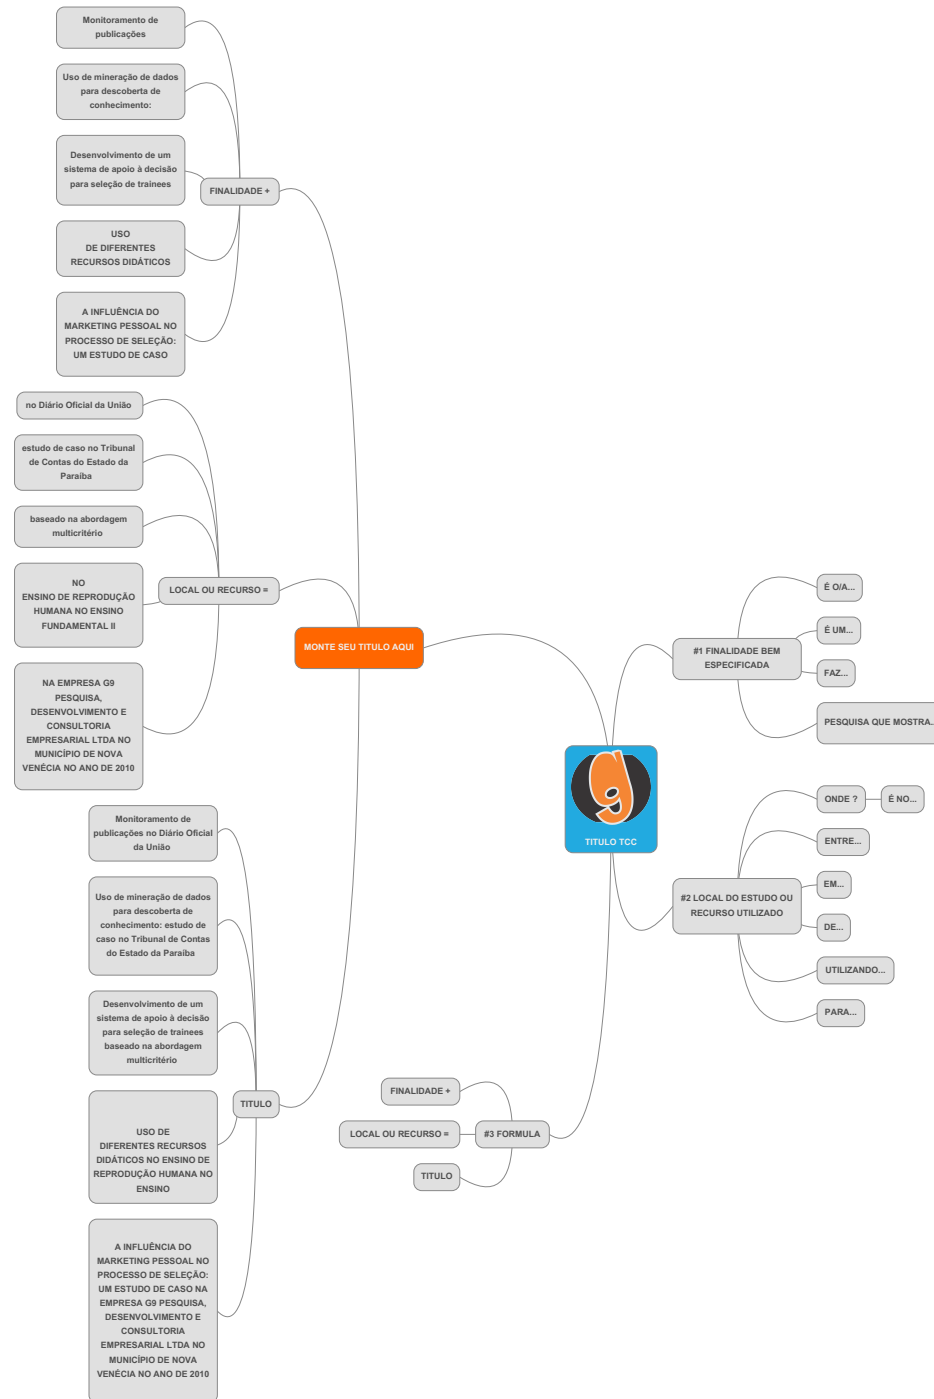 Monitoramento de
publicações
Uso de mineração de dados
para descoberta de
conhecimento:
Desenvolvimento de um
sistema de apoio à decisão
para seleção de trainees
FINALIDADE +
USO
DE DIFERENTES
RECURSOS DIDÁTICOS
A INFLUÊNCIA DO
MARKETING PESSOAL NO
PROCESSO DE SELEÇÃO:
UM ESTUDO DE CASO
no Diário Oficial da União
estudo de caso no Tribunal
de Contas do Estado da
Paraíba
baseado na abordagem
multicritério
LOCAL OU RECURSO =
NO
ENSINO DE REPRODUÇÃO
HUMANA NO ENSINO
FUNDAMENTAL II
NA EMPRESA G9
PESQUISA,
DESENVOLVIMENTO E
CONSULTORIA
EMPRESARIAL LTDA NO
MUNICÍPIO DE NOVA
VENÉCIA NO ANO DE 2010
MONTE SEU TITULO AQUI
Monitoramento de
publicações no Diário Oficial
da União
Uso de mineração de dados
para descoberta de
conhecimento: estudo de
caso no Tribunal de Contas
do Estado da Paraíba
Desenvolvimento de um
sistema de apoio à decisão
para seleção de trainees
baseado na abordagem
multicritério
TITULO
USO DE
DIFERENTES RECURSOS
DIDÁTICOS NO ENSINO DE
REPRODUÇÃO HUMANA NO
ENSINO
A INFLUÊNCIA DO
MARKETING PESSOAL NO
PROCESSO DE SELEÇÃO:
UM ESTUDO DE CASO NA
EMPRESA G9 PESQUISA,
DESENVOLVIMENTO E
CONSULTORIA
EMPRESARIAL LTDA NO
MUNICÍPIO DE NOVA
VENÉCIA NO ANO DE 2010
g
TITULO TCC
#1 FINALIDADE BEM
ESPECIFICADA
É O/A...
É UM...
FAZ...
PESQUISA QUE MOSTRA..
#2 LOCAL DO ESTUDO OU
RECURSO UTILIZADO
ONDE ?
É NO...
ENTRE...
EM...
DE...
UTILIZANDO...
PARA...
#3 FORMULA
FINALIDADE +
LOCAL OU RECURSO =
TITULO